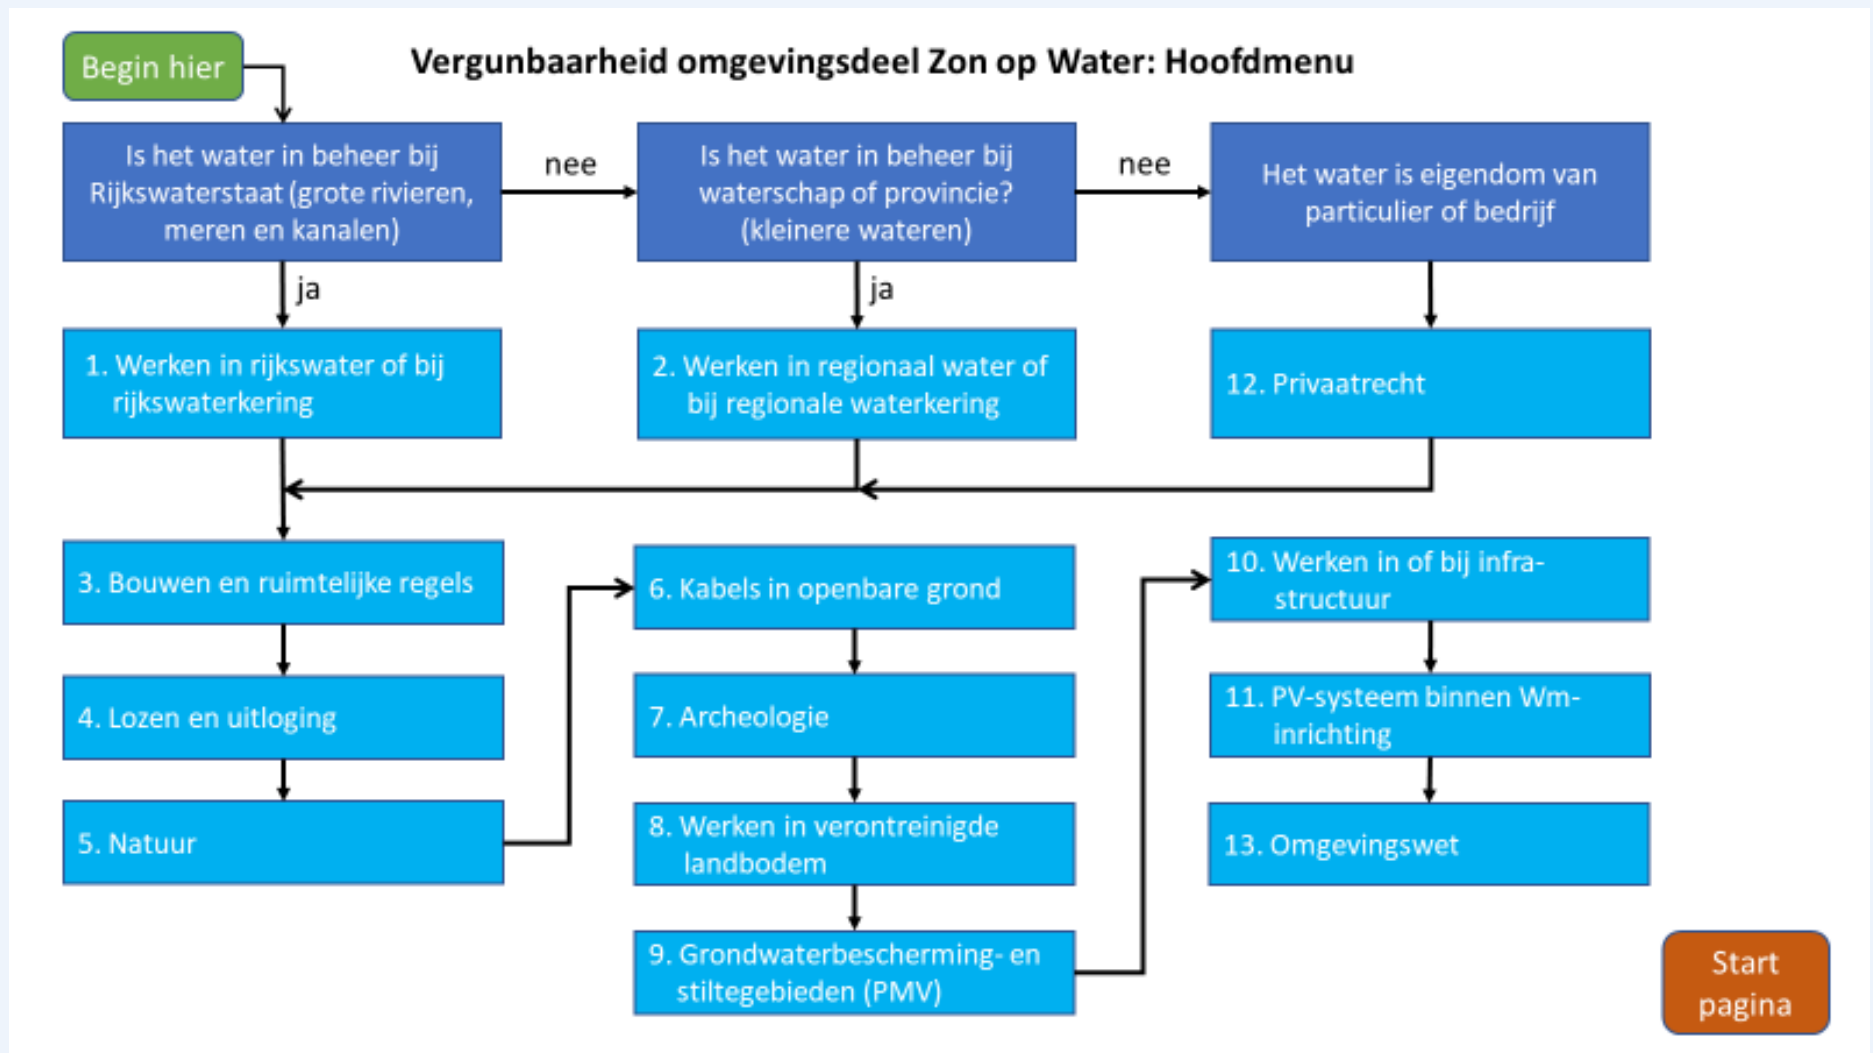 Begin hier
Vergunbaarheid omgevingsdeel Zon op Water: Hoofdmenu
Is het water in beheer bij
Rijkswaterstaat (grote rivieren,
meren en kanalen)
nee
Is het water in beheer bij
waterschap of provincie?
(kleinere wateren)
nee
Het water is eigendom van
particulier of bedrijf
ja
ja
1. Werken in rijkswater of bij
rijkswaterkering
2. Werken in regionaal water of
bij regionale waterkering
12. Privaatrecht
3. Bouwen en ruimtelijke regels
4. Lozen en uitloging
5. Natuur
6. Kabels in openbare grond
7. Archeologie
8. Werken in verontreinigde
landbodem
9. Grondwaterbescherming- en
stiltegebieden (PMV)
10. Werken in of bij infra-
structuur
11. PV-systeem binnen Wm-
inrichting
13. Omgevingswet
Start
pagina